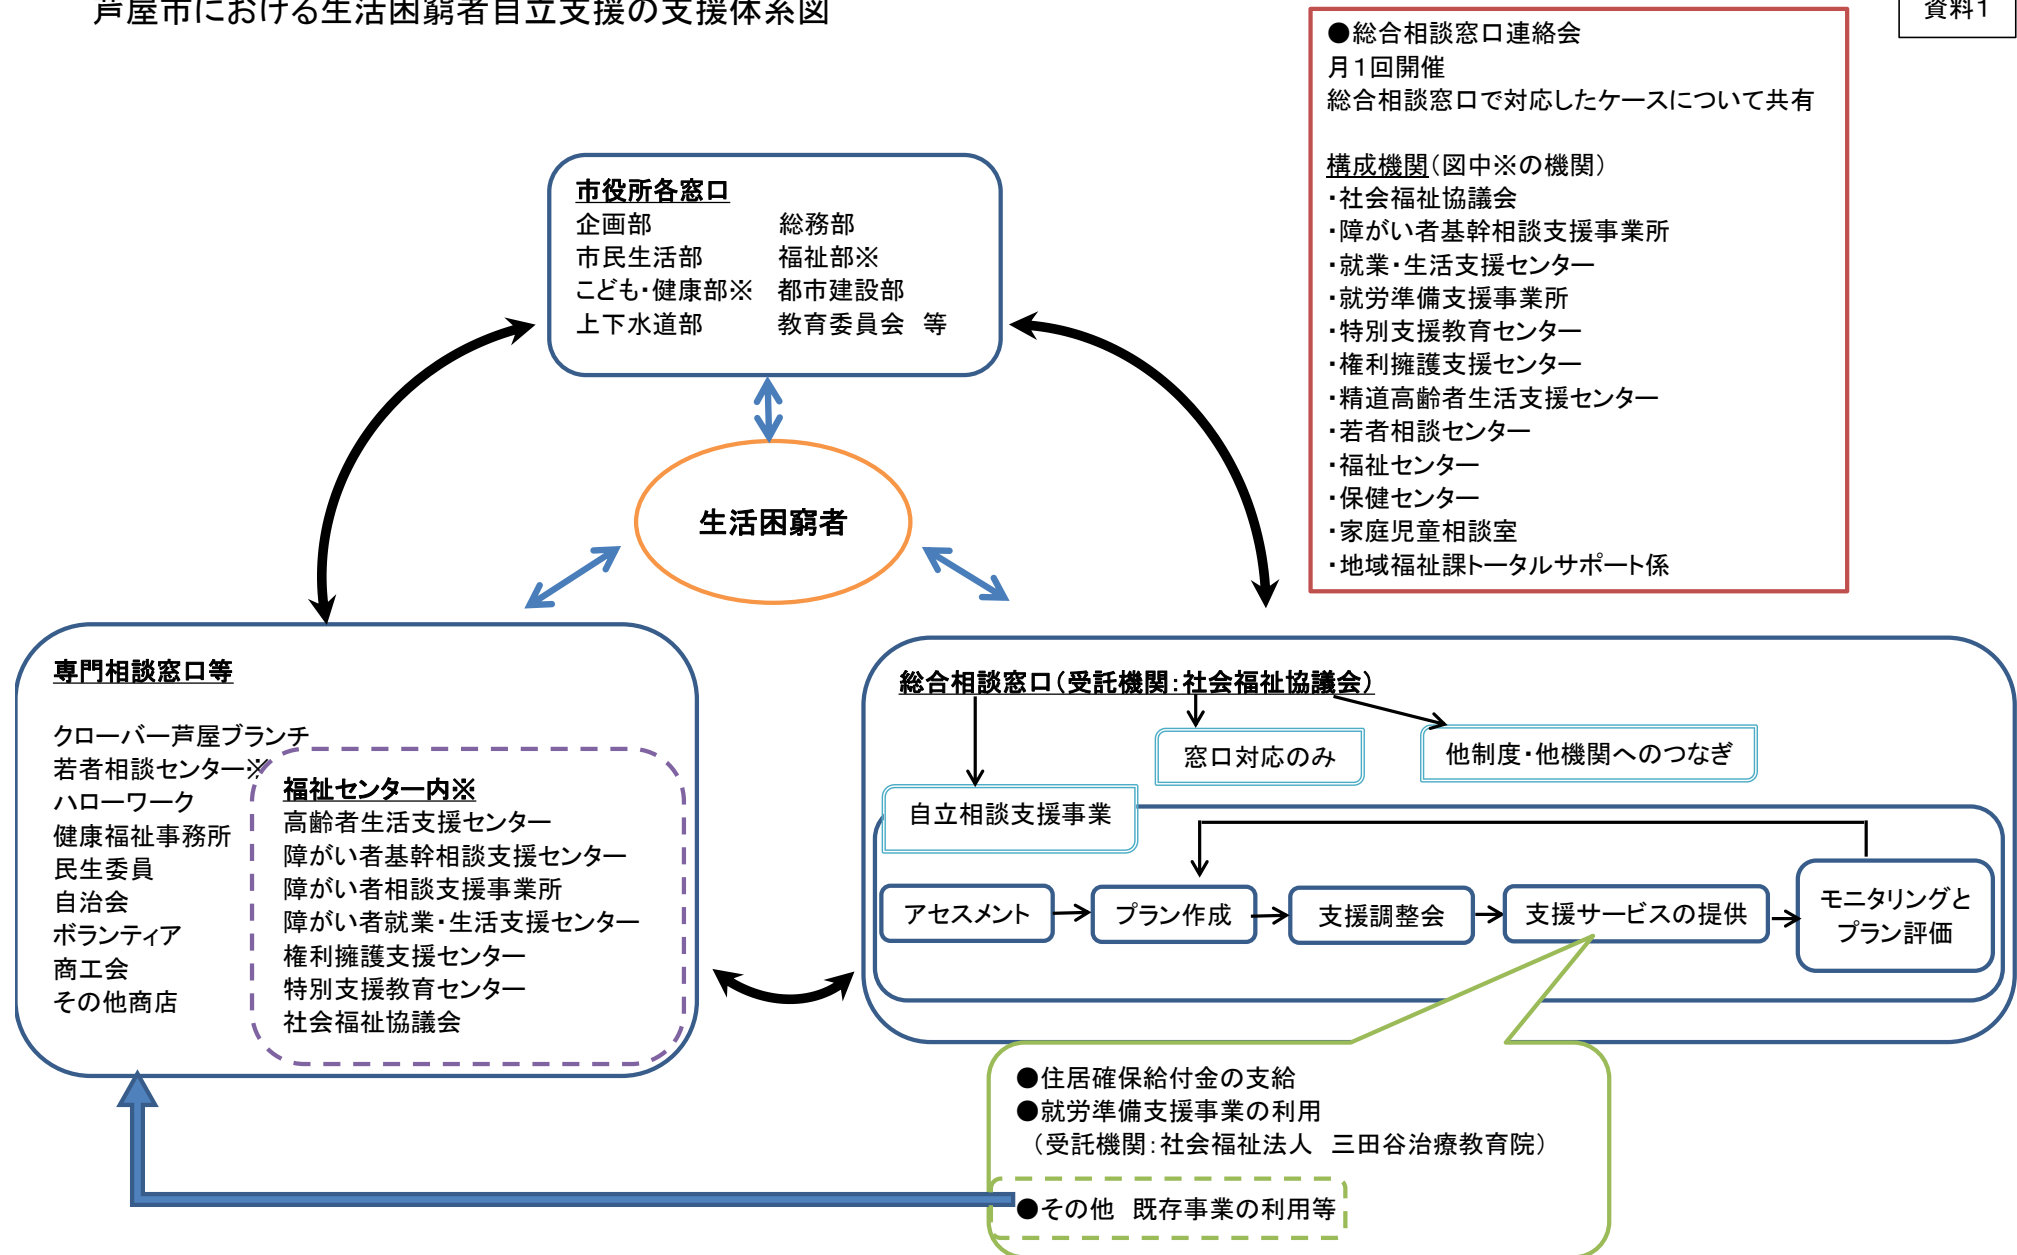 芦屋市における生活困窮者自立支援の支援体系図
資料1
●総合相談窓口連絡会
月1回開催
総合相談窓口で対応したケースについて共有
構成機関(図中※の機関)
・社会福祉協議会
・障がい者基幹相談支援事業所
・就業・生活支援センター
・就労準備支援事業所
・特別支援教育センター
・権利擁護支援センター
・精道高齢者生活支援センター
・若者相談センター
・福祉センター
・保健センター
・家庭児童相談室
・地域福祉課トータルサポート係
市役所各窓口
企画部 総務部
市民生活部 福祉部※
こども・健康部※ 都市建設部
上下水道部 教育委員会 等
生活困窮者
専門相談窓口等
クローバー芦屋ブランチ
若者相談センター※
ハローワーク
健康福祉事務所
民生委員
自治会
ボランティア
商工会
その他商店
福祉センター内※
高齢者生活支援センター
障がい者基幹相談支援センター
障がい者相談支援事業所
障がい者就業・生活支援センター
権利擁護支援センター
特別支援教育センター
社会福祉協議会
総合相談窓口(受託機関:社会福祉協議会)
窓口対応のみ
他制度・他機関へのつなぎ
自立相談支援事業
アセスメント
プラン作成
支援調整会
支援サービスの提供
モニタリングと
プラン評価
●住居確保給付金の支給
●就労準備支援事業の利用
(受託機関:社会福祉法人 三田谷治療教育院)
●その他 既存事業の利用等